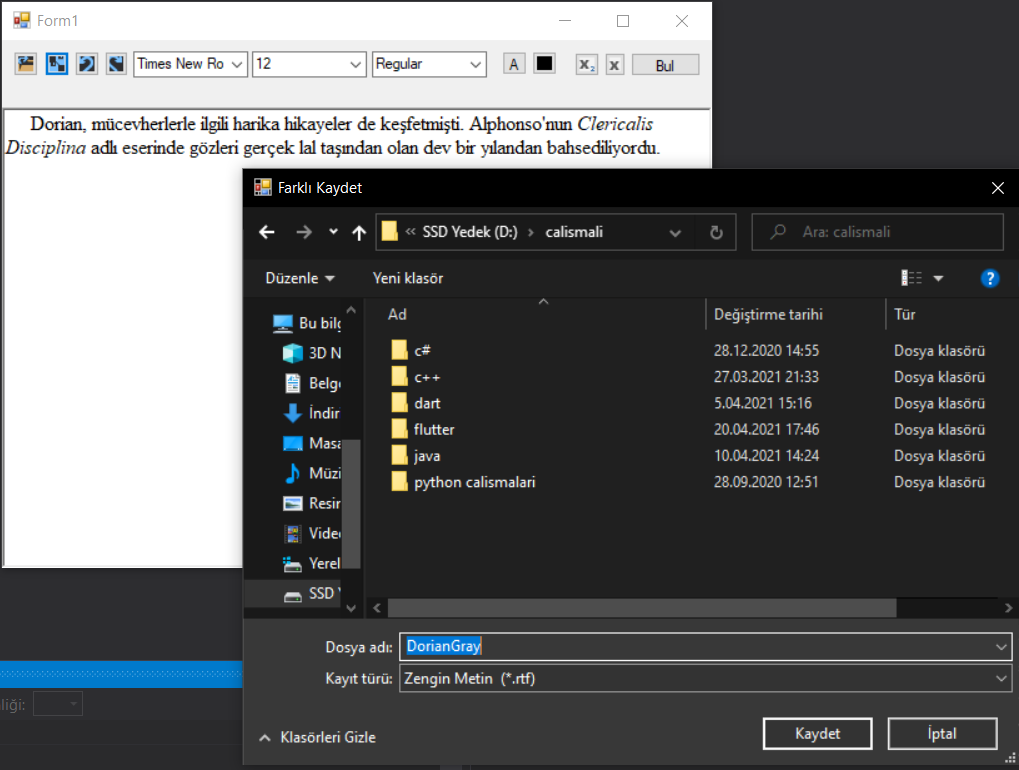 Form1
Times New Ro 12 Regular A X₂ x Bul
Dorian, mücevherlerle ilgili harika hikayeler de keşfetmişti. Alphonso'nun Clericalis
Disciplina adlı eserinde gözleri gerçek lal taşından olan dev bir yılandan bahsediliyordu.
Farklı Kaydet
« SSD Yedek (D:) › calismali Ara: calismali
Düzenle Yeni klasör ?
Ad Değiştirme tarihi Tür
Bu bilg
3D N
Belge
İndir
Masa
Müzi
Resir
Video
Yerel
SSD Y
c# 28.12.2020 14:55 Dosya klasörü
c++ 27.03.2021 21:33 Dosya klasörü
dart 5.04.2021 15:16 Dosya klasörü
flutter 20.04.2021 17:46 Dosya klasörü
java 10.04.2021 14:24 Dosya klasörü
python calismalari 28.09.2020 12:51 Dosya klasörü
Dosya adı: DorianGray
Kayıt türü: Zengin Metin (*.rtf)
liği:
Klasörleri Gizle Kaydet İptal